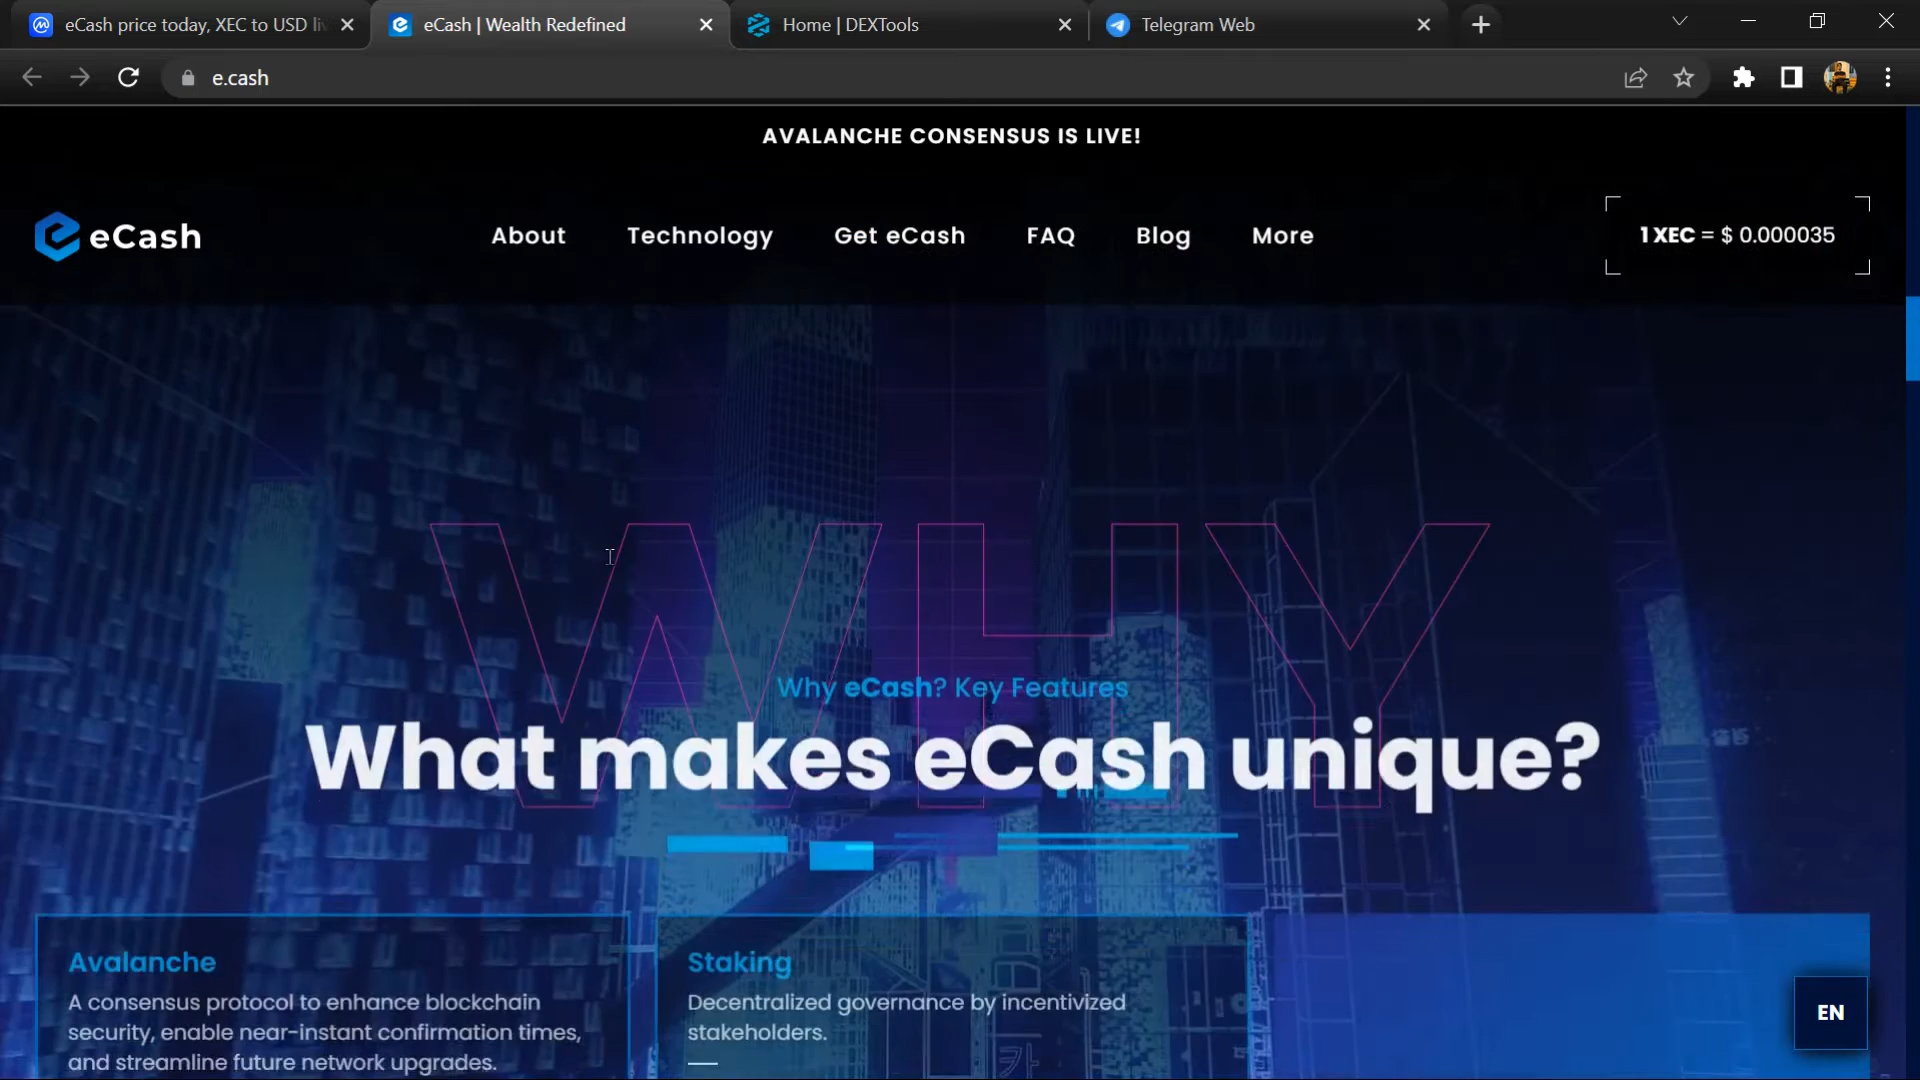 eCash price today, XEC to USD li
eCash | Wealth Redefined
Home | DEXTools
Telegram Web
e.cash
AVALANCHE CONSENSUS IS LIVE!
eCash
About
Technology
Get eCash
FAQ
Blog
More
1 XEC = $ 0.000035
WHY
Why eCash? Key Features
What makes eCash unique?
Avalanche
A consensus protocol to enhance blockchain
security, enable near-instant confirmation times,
and streamline future network upgrades.
Staking
Decentralized governance by incentivized
stakeholders.
EN